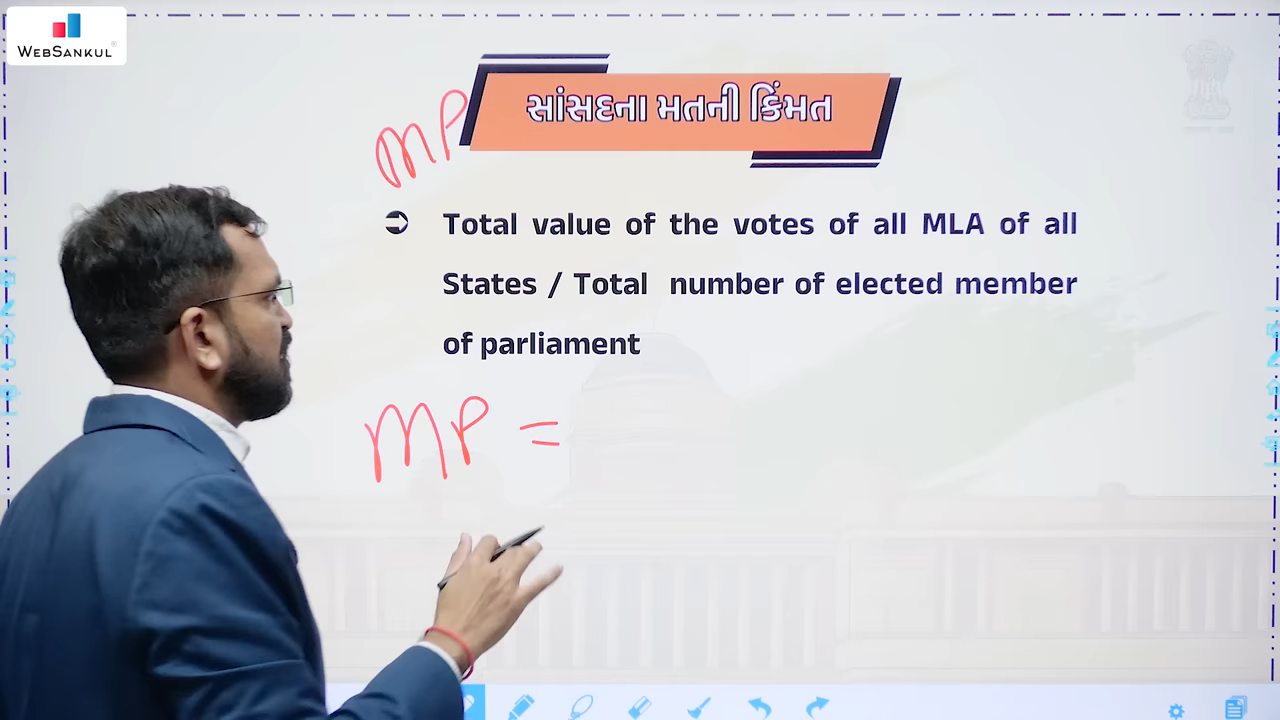 WEBSANKUL
સાંસદના મતની કિંમત
MP
Total value of the votes of all MLA of all
States / Total number of elected member
of parliament
MP =